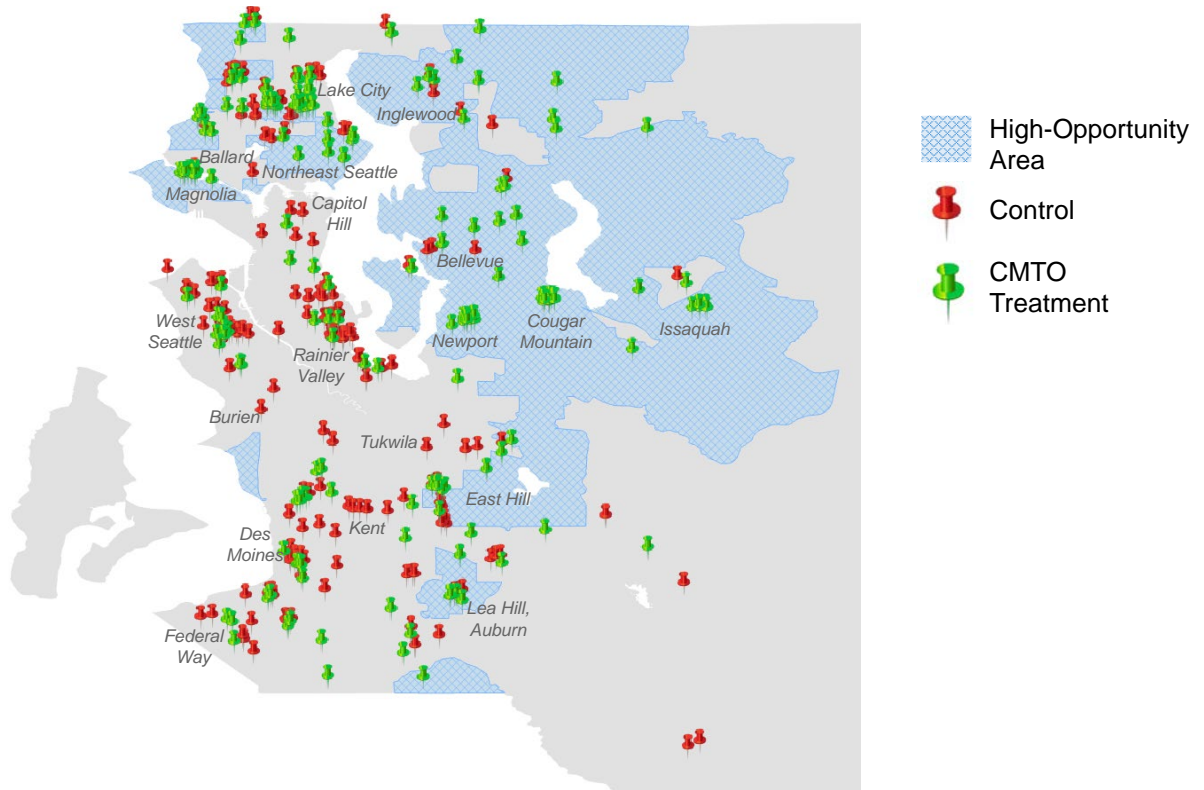 Lake City
Inglewood
Ballard
Northeast Seattle
Magnolia
Capitol
Hill
Bellevue
West
Seattle
Rainier
Valley
Newport
Cougar
Mountain
Issaquah
Burien
Tukwila
East Hill
Kent
Des
Moines
Lea Hill,
Auburn
Federal
Way
High-Opportunity
Area
Control
CMTO
Treatment